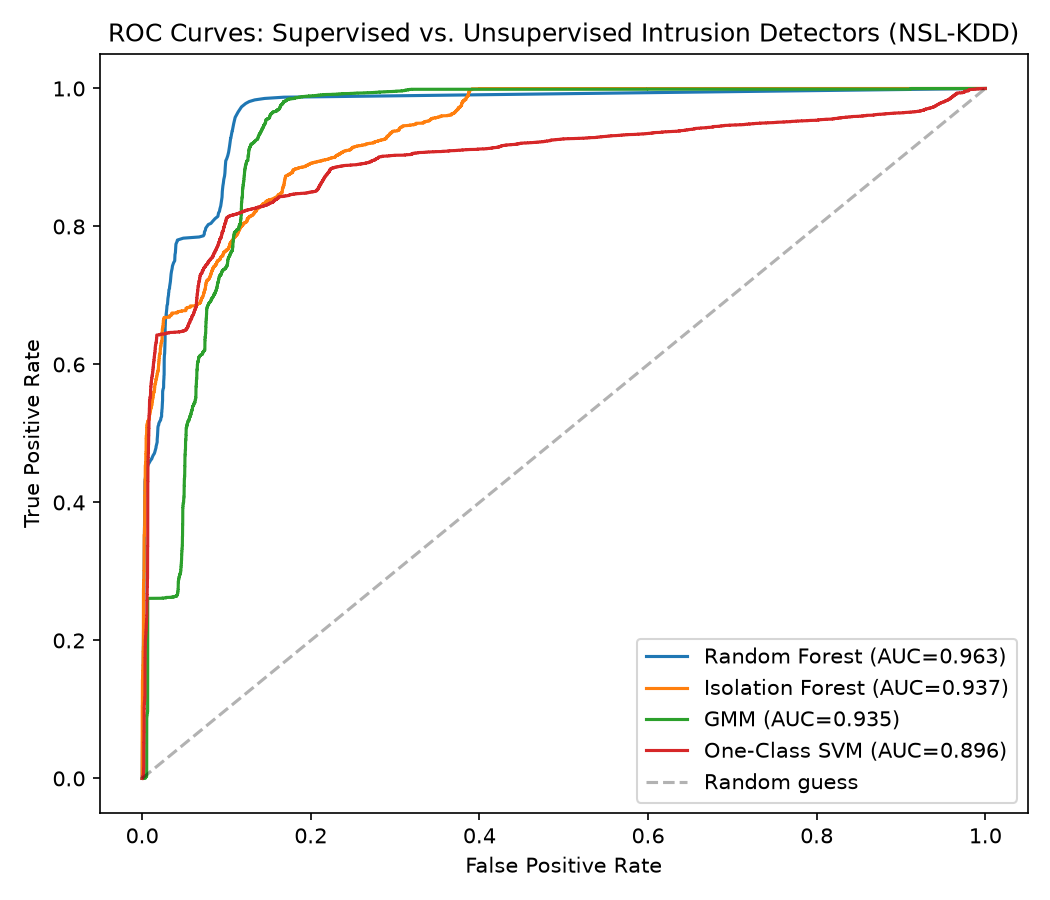 ROC Curves: Supervised vs. Unsupervised Intrusion Detectors (NSL-KDD)
True Positive Rate
1.0
0.8
0.6
0.4
0.2
0.0
Random Forest (AUC=0.963)
Isolation Forest (AUC=0.937)
GMM (AUC=0.935)
One-Class SVM (AUC=0.896)
Random guess
0.0 0.2 0.4 0.6 0.8 1.0
False Positive Rate